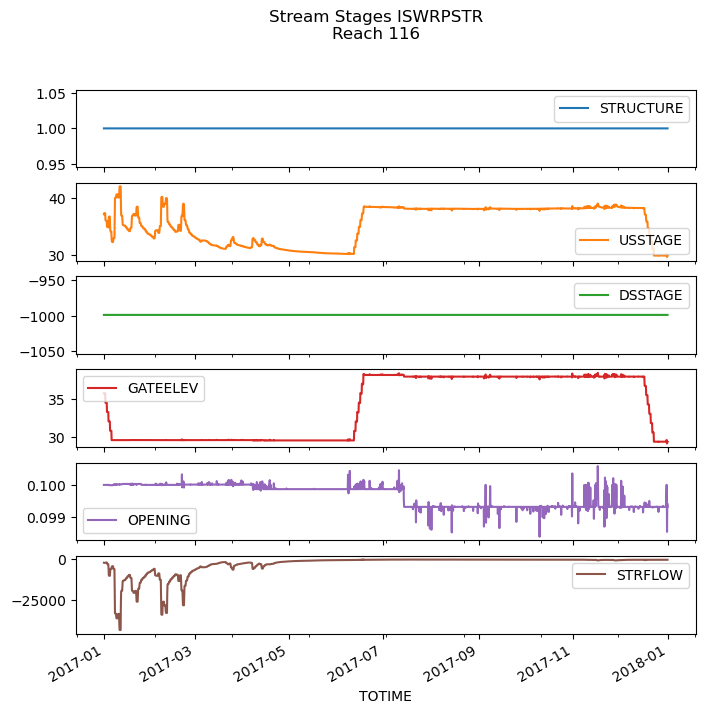 Stream Stages ISWRPSTR
Reach 116
1.05
1.00
0.95
STRUCTURE
40
30
USSTAGE
−950
−1000
−1050
DSSTAGE
35
30
GATEELEV
0.100
0.099
OPENING
0
−25000
STRFLOW
2017-01
2017-03
2017-05
2017-07
2017-09
2017-11
2018-01
TOTIME